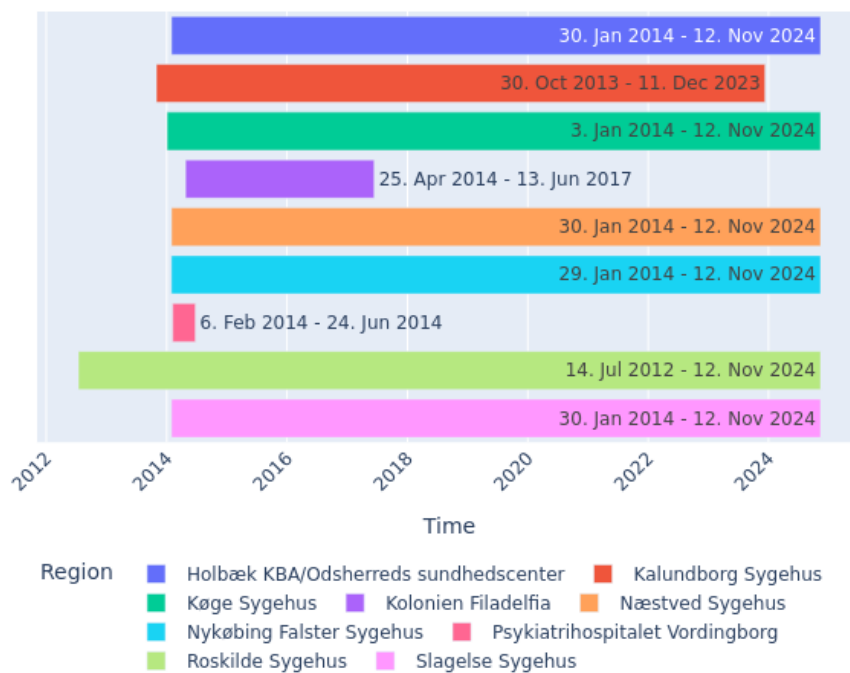 30. Jan 2014 - 12. Nov 2024
30. Oct 2013 - 11. Dec 2023
3. Jan 2014 - 12. Nov 2024
25. Apr 2014 - 13. Jun 2017
30. Jan 2014 - 12. Nov 2024
29. Jan 2014 - 12. Nov 2024
6. Feb 2014 - 24. Jun 2014
14. Jul 2012 - 12. Nov 2024
30. Jan 2014 - 12. Nov 2024
2012 2014 2016 2018 2020 2022 2024
Time
Region Holbæk KBA/Odsherreds sundhedscenter Kalundborg Sygehus
Køge Sygehus Kolonien Filadelfia Næstved Sygehus
Nykøbing Falster Sygehus Psykiatrihospitalet Vordingborg
Roskilde Sygehus Slagelse Sygehus